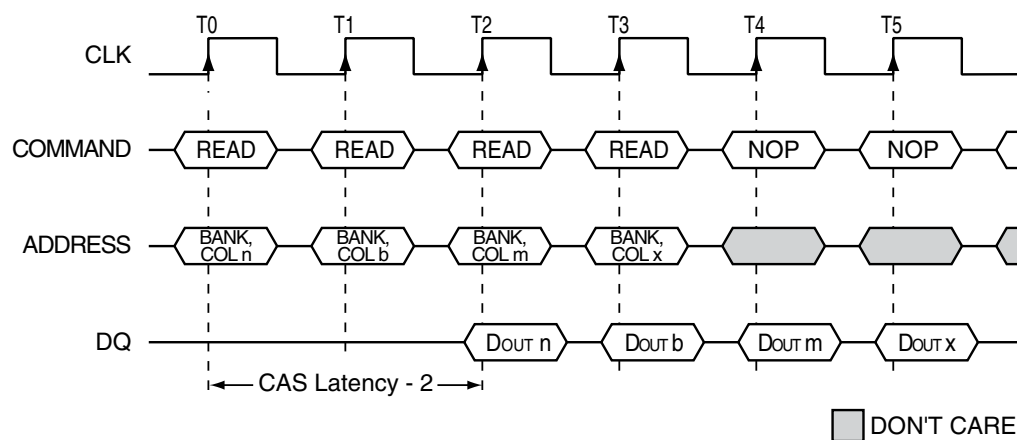 T0 T1 T2 T3 T4 T5
CLK
COMMAND READ READ READ READ NOP NOP
ADDRESS BANK, COL n BANK, COL b BANK, COL m BANK, COL x
DQ DOUT n DOUT b DOUT m DOUT x
CAS Latency - 2
DON'T CARE